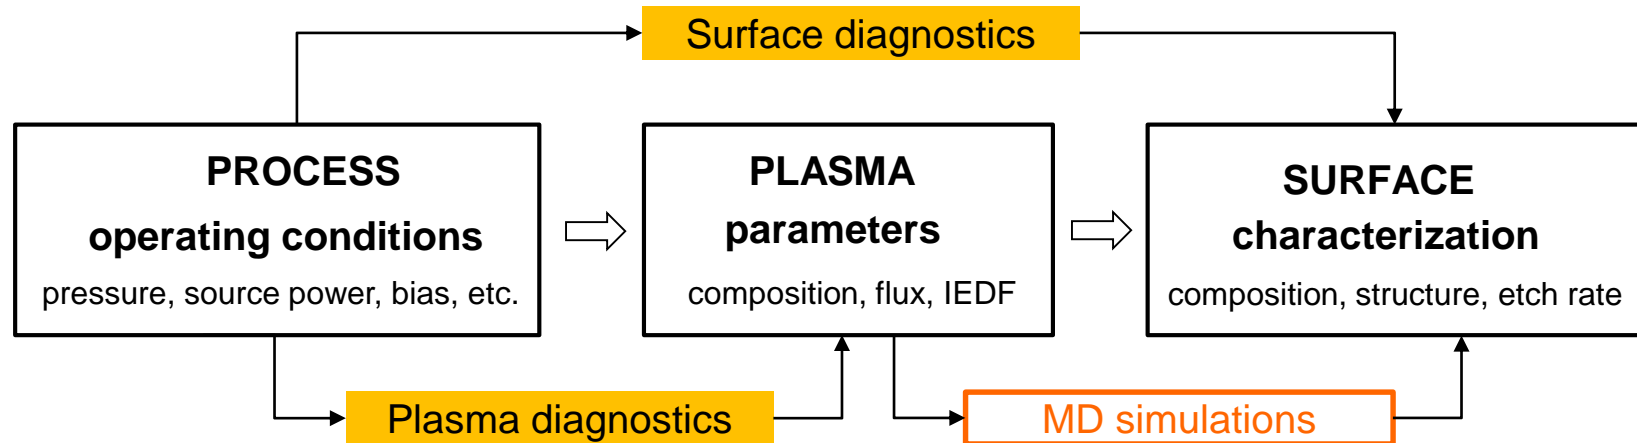 Surface diagnostics
PROCESS
operating conditions
pressure, source power, bias, etc.
PLASMA
parameters
composition, flux, IEDF
SURFACE
characterization
composition, structure, etch rate
Plasma diagnostics
MD simulations